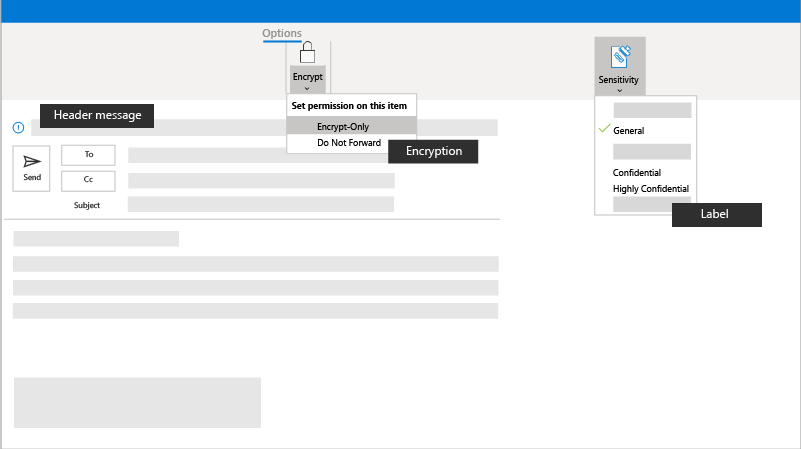 Options
Encrypt
Sensitivity
Set permission on this item
Header message
Encrypt-Only
General
Do Not Forward
Encryption
To
Send
Cc
Confidential
Highly Confidential
Subject
Label